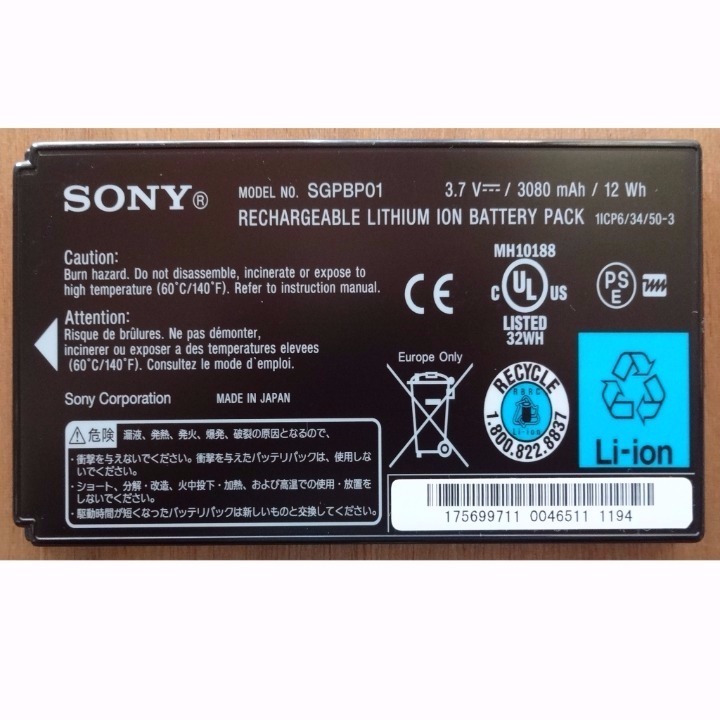 SONY®
MODEL NO. SGPBP01
3.7 V⎓ / 3080 mAh / 12 Wh
RECHARGEABLE LITHIUM ION BATTERY PACK 1ICP6/34/50-3
Caution:
Burn hazard. Do not disassemble, incinerate or expose to
high temperature (60˚C/140˚F). Refer to instruction manual.
Attention:
Risque de brûlures. Ne pas démonter,
incinerer ou exposer a des temperatures elevees
(60˚C/140˚F). Consultez le mode d'emploi.
Sony Corporation MADE IN JAPAN
CE
MH10188
C UL US
LISTED
32WH
PS
E
Europe Only
RECYCLE
RBRC
Li-ion
1.800.822.8837
Li-ion
⚠危険 漏液、発熱、発火、爆発、破裂の原因となるので、
・衝撃を与えないでください。衝撃を与えたバッテリパックは、使用しな
いでください。
・ショート、分解・改造、火中投下・加熱、および高温での使用・放置を
しないでください。
・駆動時間が短くなったバッテリパックは新しいものと交換してください。
175699711 0046511 1194